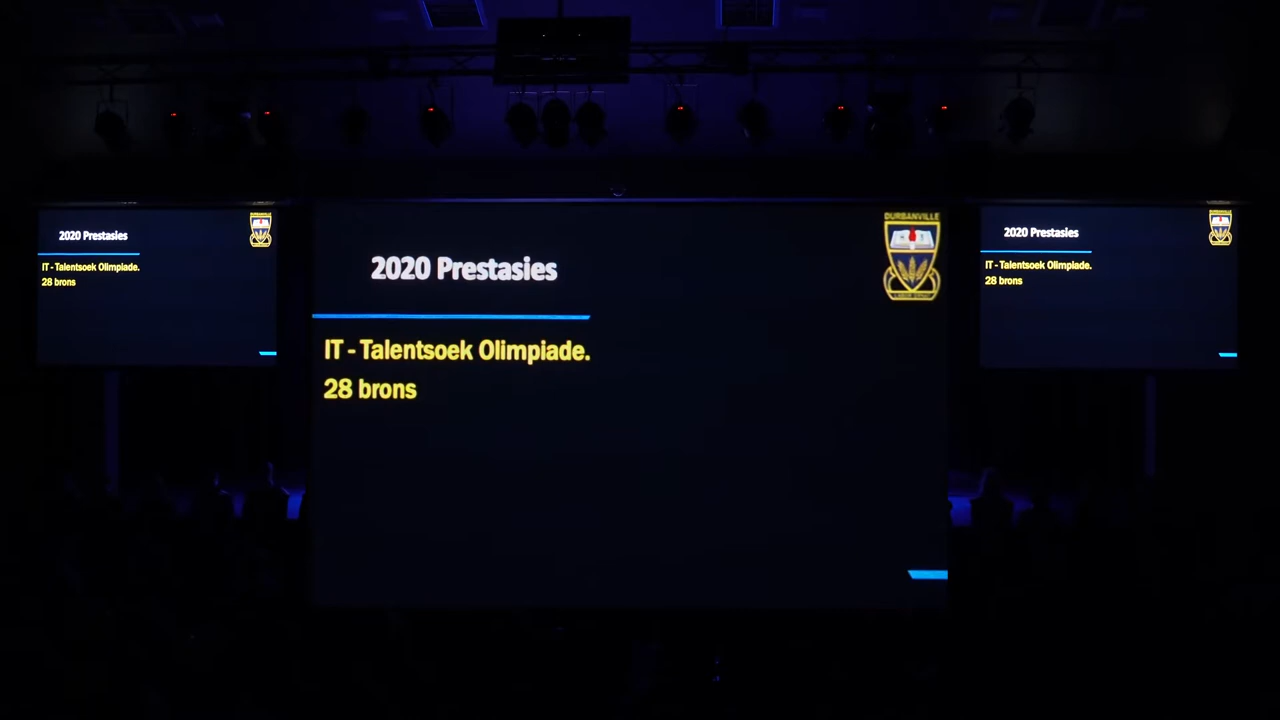 2020 Prestasies
IT - Talentsoek Olimpiade.
28 brons
DURBANVILLE
2020 Prestasies
IT - Talentsoek Olimpiade.
28 brons
DURBANVILLE
2020 Prestasies
IT - Talentsoek Olimpiade.
28 brons